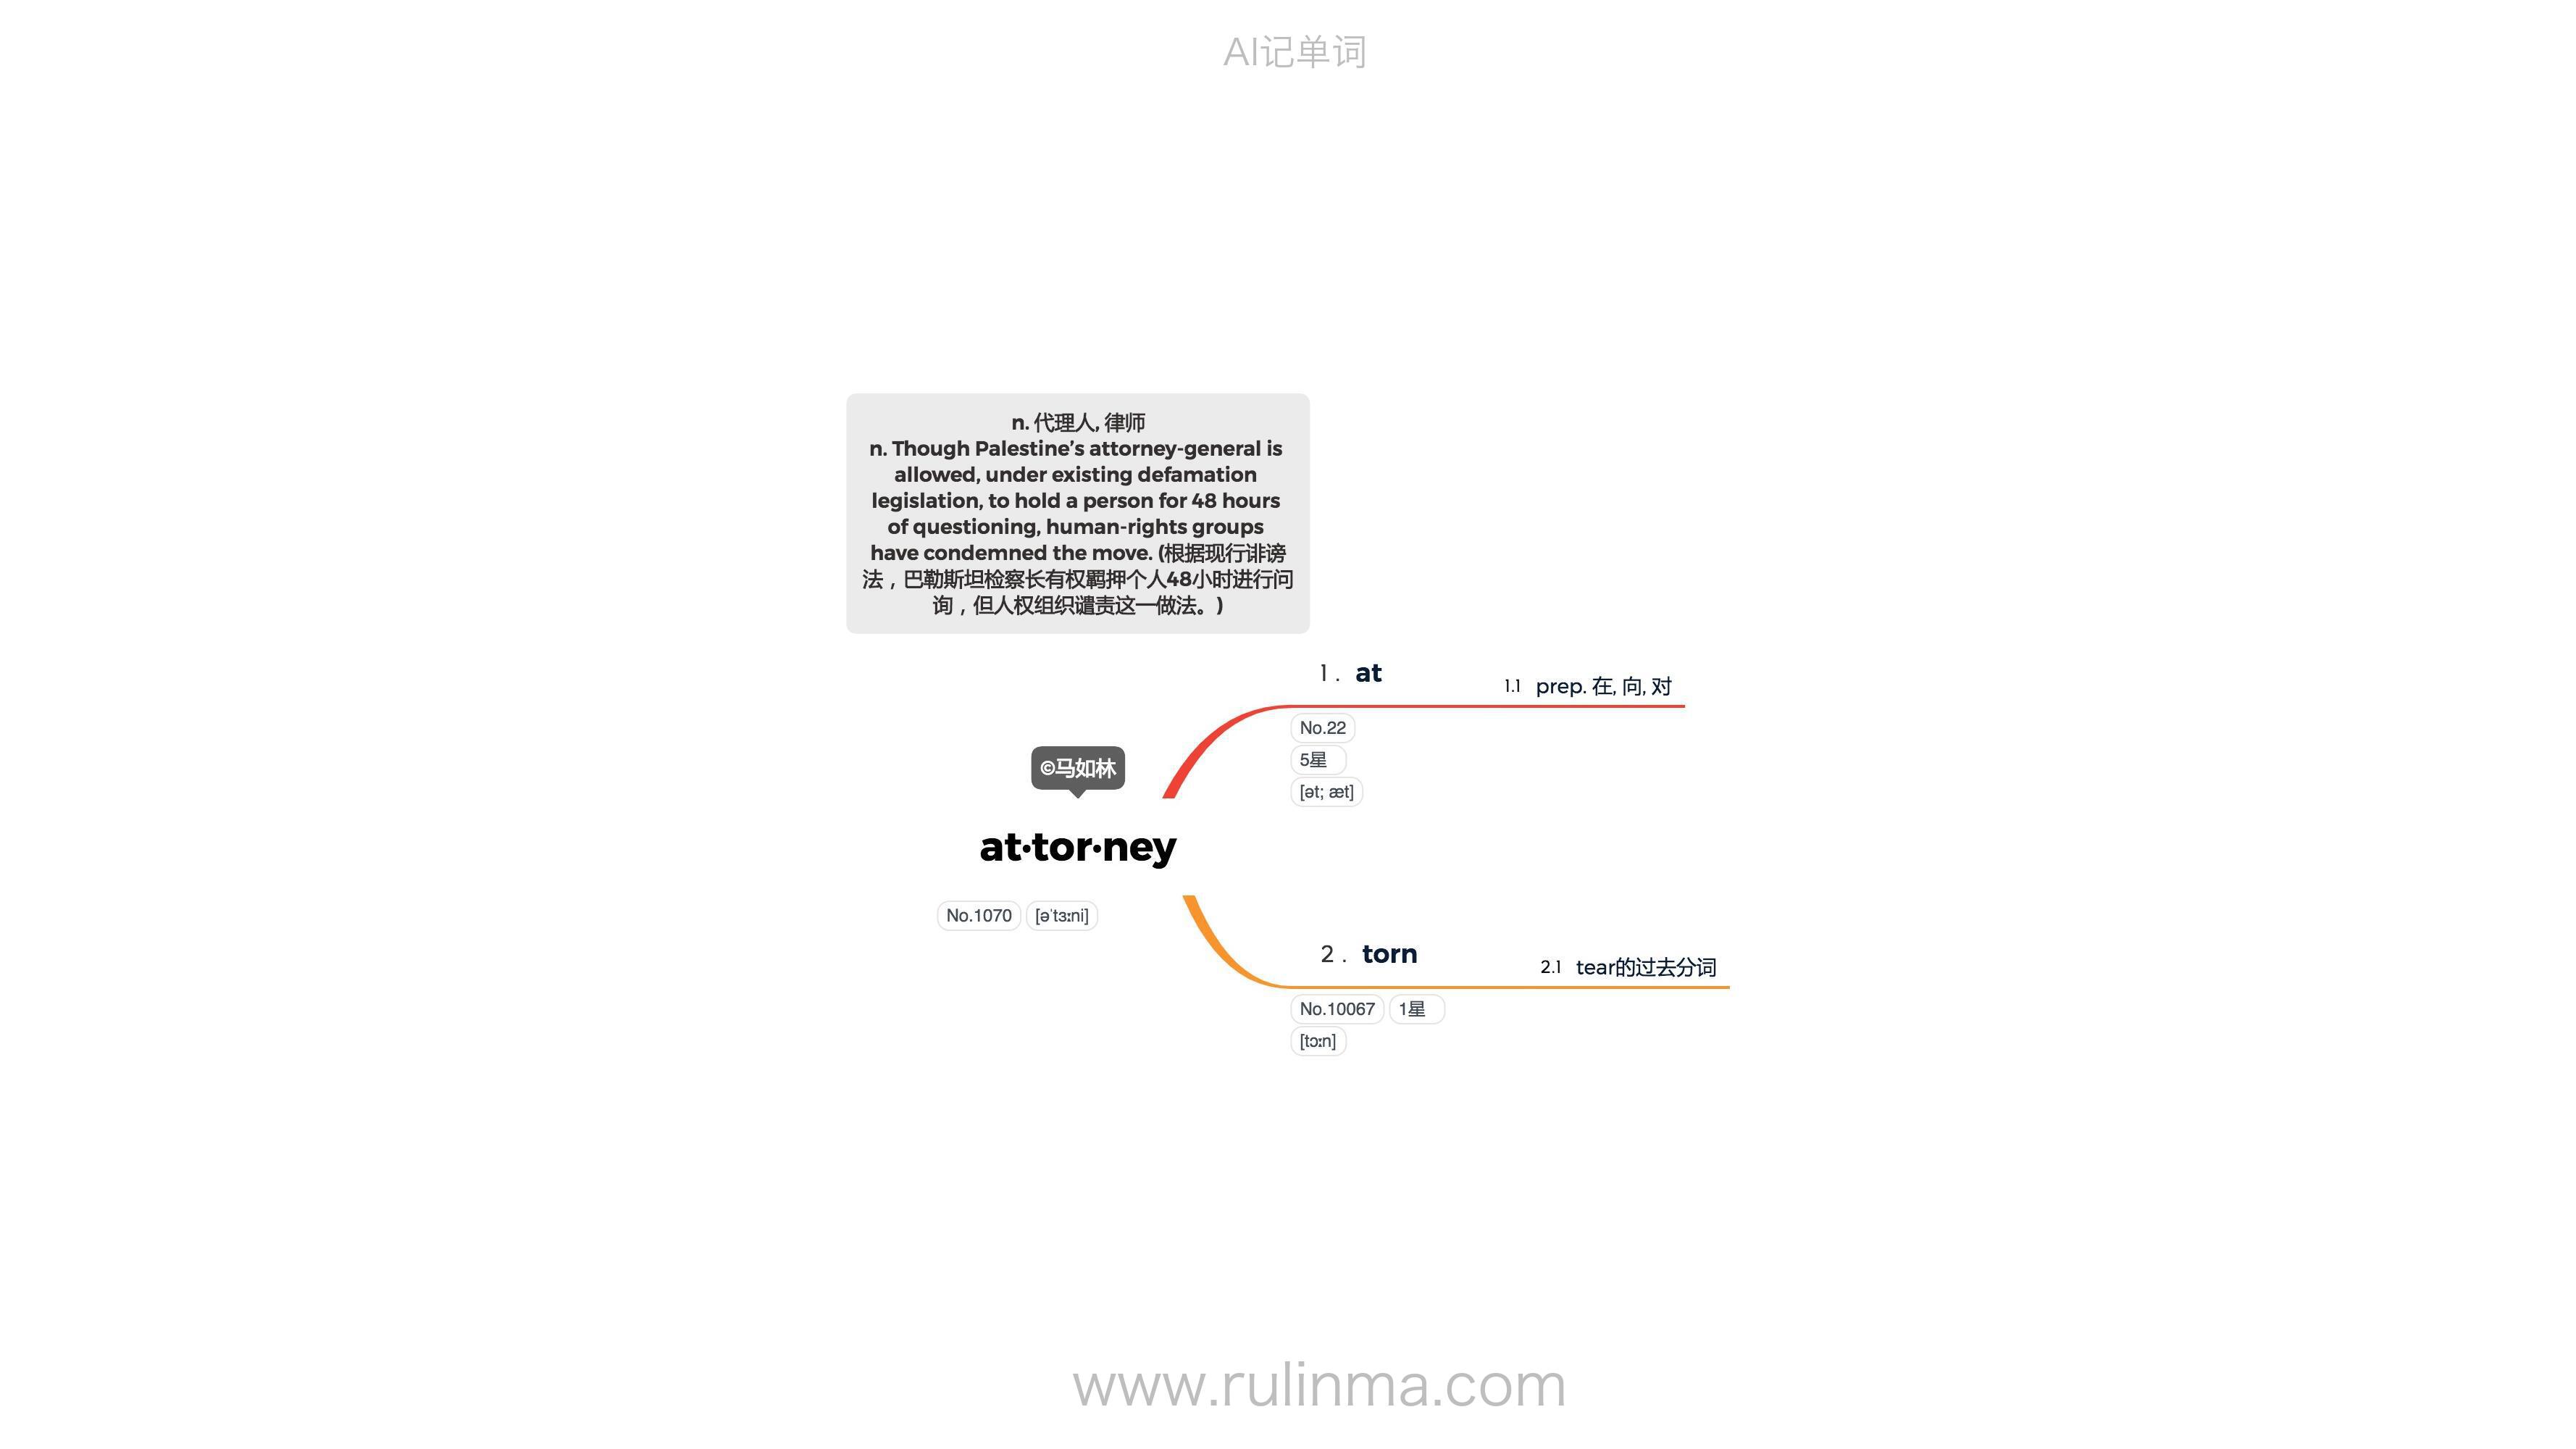 AI记单词
n. 代理人, 律师
n. Though Palestine’s attorney-general is
allowed, under existing defamation
legislation, to hold a person for 48 hours
of questioning, human-rights groups
have condemned the move. (根据现行诽谤
法，巴勒斯坦检察长有权羁押个人48小时进行问
询，但人权组织谴责这一做法。)
1 . at
1.1 prep. 在, 向, 对
No.22
5星
[ət; æt]
©马如林
at·tor·ney
No.1070 [əˈtɜːni]
2 . torn
2.1 tear的过去分词
No.10067 1星
[tɔːn]
www.rulinma.com